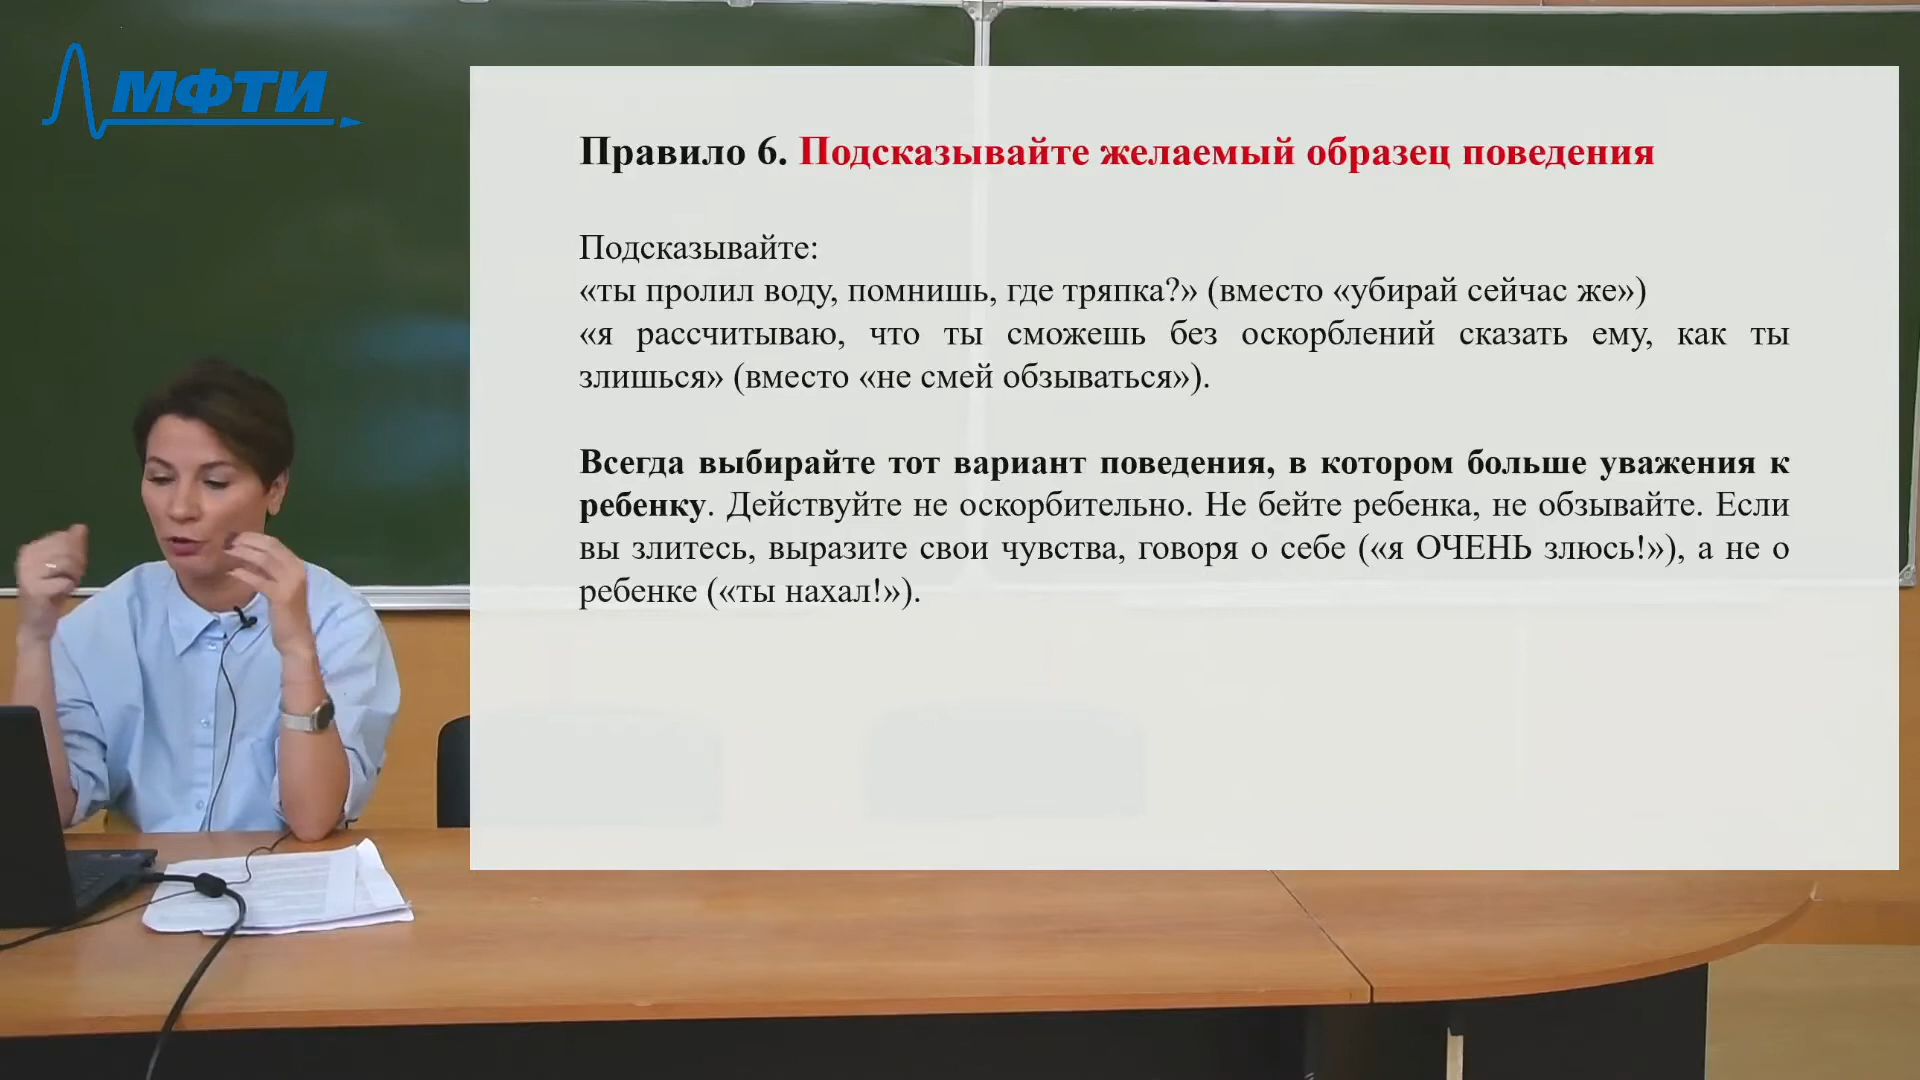 МФТИ
Правило 6. Подсказывайте желаемый образец поведения
Подсказывайте:
«ты пролил воду, помнишь, где тряпка?» (вместо «убирай сейчас же»)
«я рассчитываю, что ты сможешь без оскорблений сказать ему, как ты
злишься» (вместо «не смей обзываться»).
Всегда выбирайте тот вариант поведения, в котором больше уважения к
ребенку. Действуйте не оскорбительно. Не бейте ребенка, не обзывайте. Если
вы злитесь, выразите свои чувства, говоря о себе («я ОЧЕНЬ злюсь!»), а не о
ребенке («ты нахал!»).